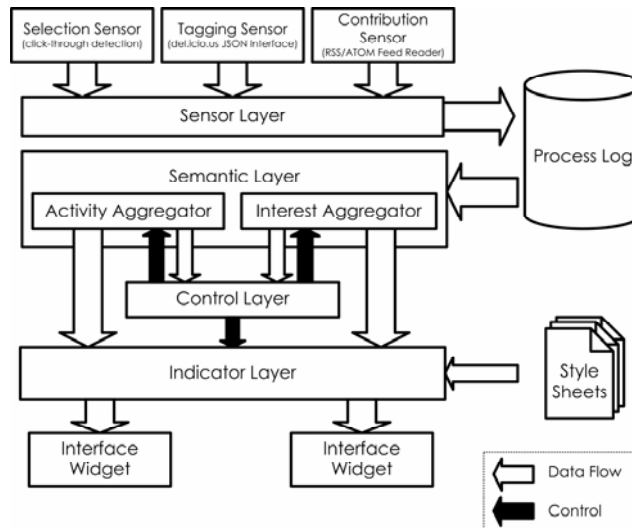 Selection Sensor
(click-through detection)
Tagging Sensor
(del.icio.us JSON Interface)
Contribution
Sensor
(RSS/ATOM Feed Reader)
Sensor Layer
Process Log
Semantic Layer
Activity Aggregator
Interest Aggregator
Control Layer
Indicator Layer
Style
Sheets
Interface
Widget
Interface
Widget
Data Flow
Control